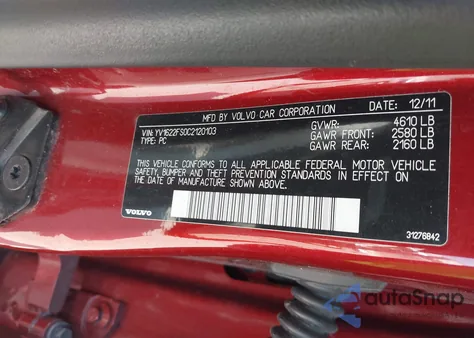 MFD BY VOLVO CAR CORPORATION DATE: 12/11
VIN: YV1622FS0C2120103 GVWR: 4610 LB
TYPE: PC GAWR FRONT: 2580 LB
GAWR REAR: 2160 LB
THIS VEHICLE CONFORMS TO ALL APPLICABLE FEDERAL MOTOR VEHICLE
SAFETY, BUMPER AND THEFT PREVENTION STANDARDS IN EFFECT ON
THE DATE OF MANUFACTURE SHOWN ABOVE.
VOLVO 31276842
autoSnap